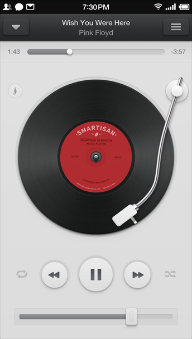 7:30PM
Wish You Were Here
Pink Floyd
1:43
-3:57
SMARTISAN